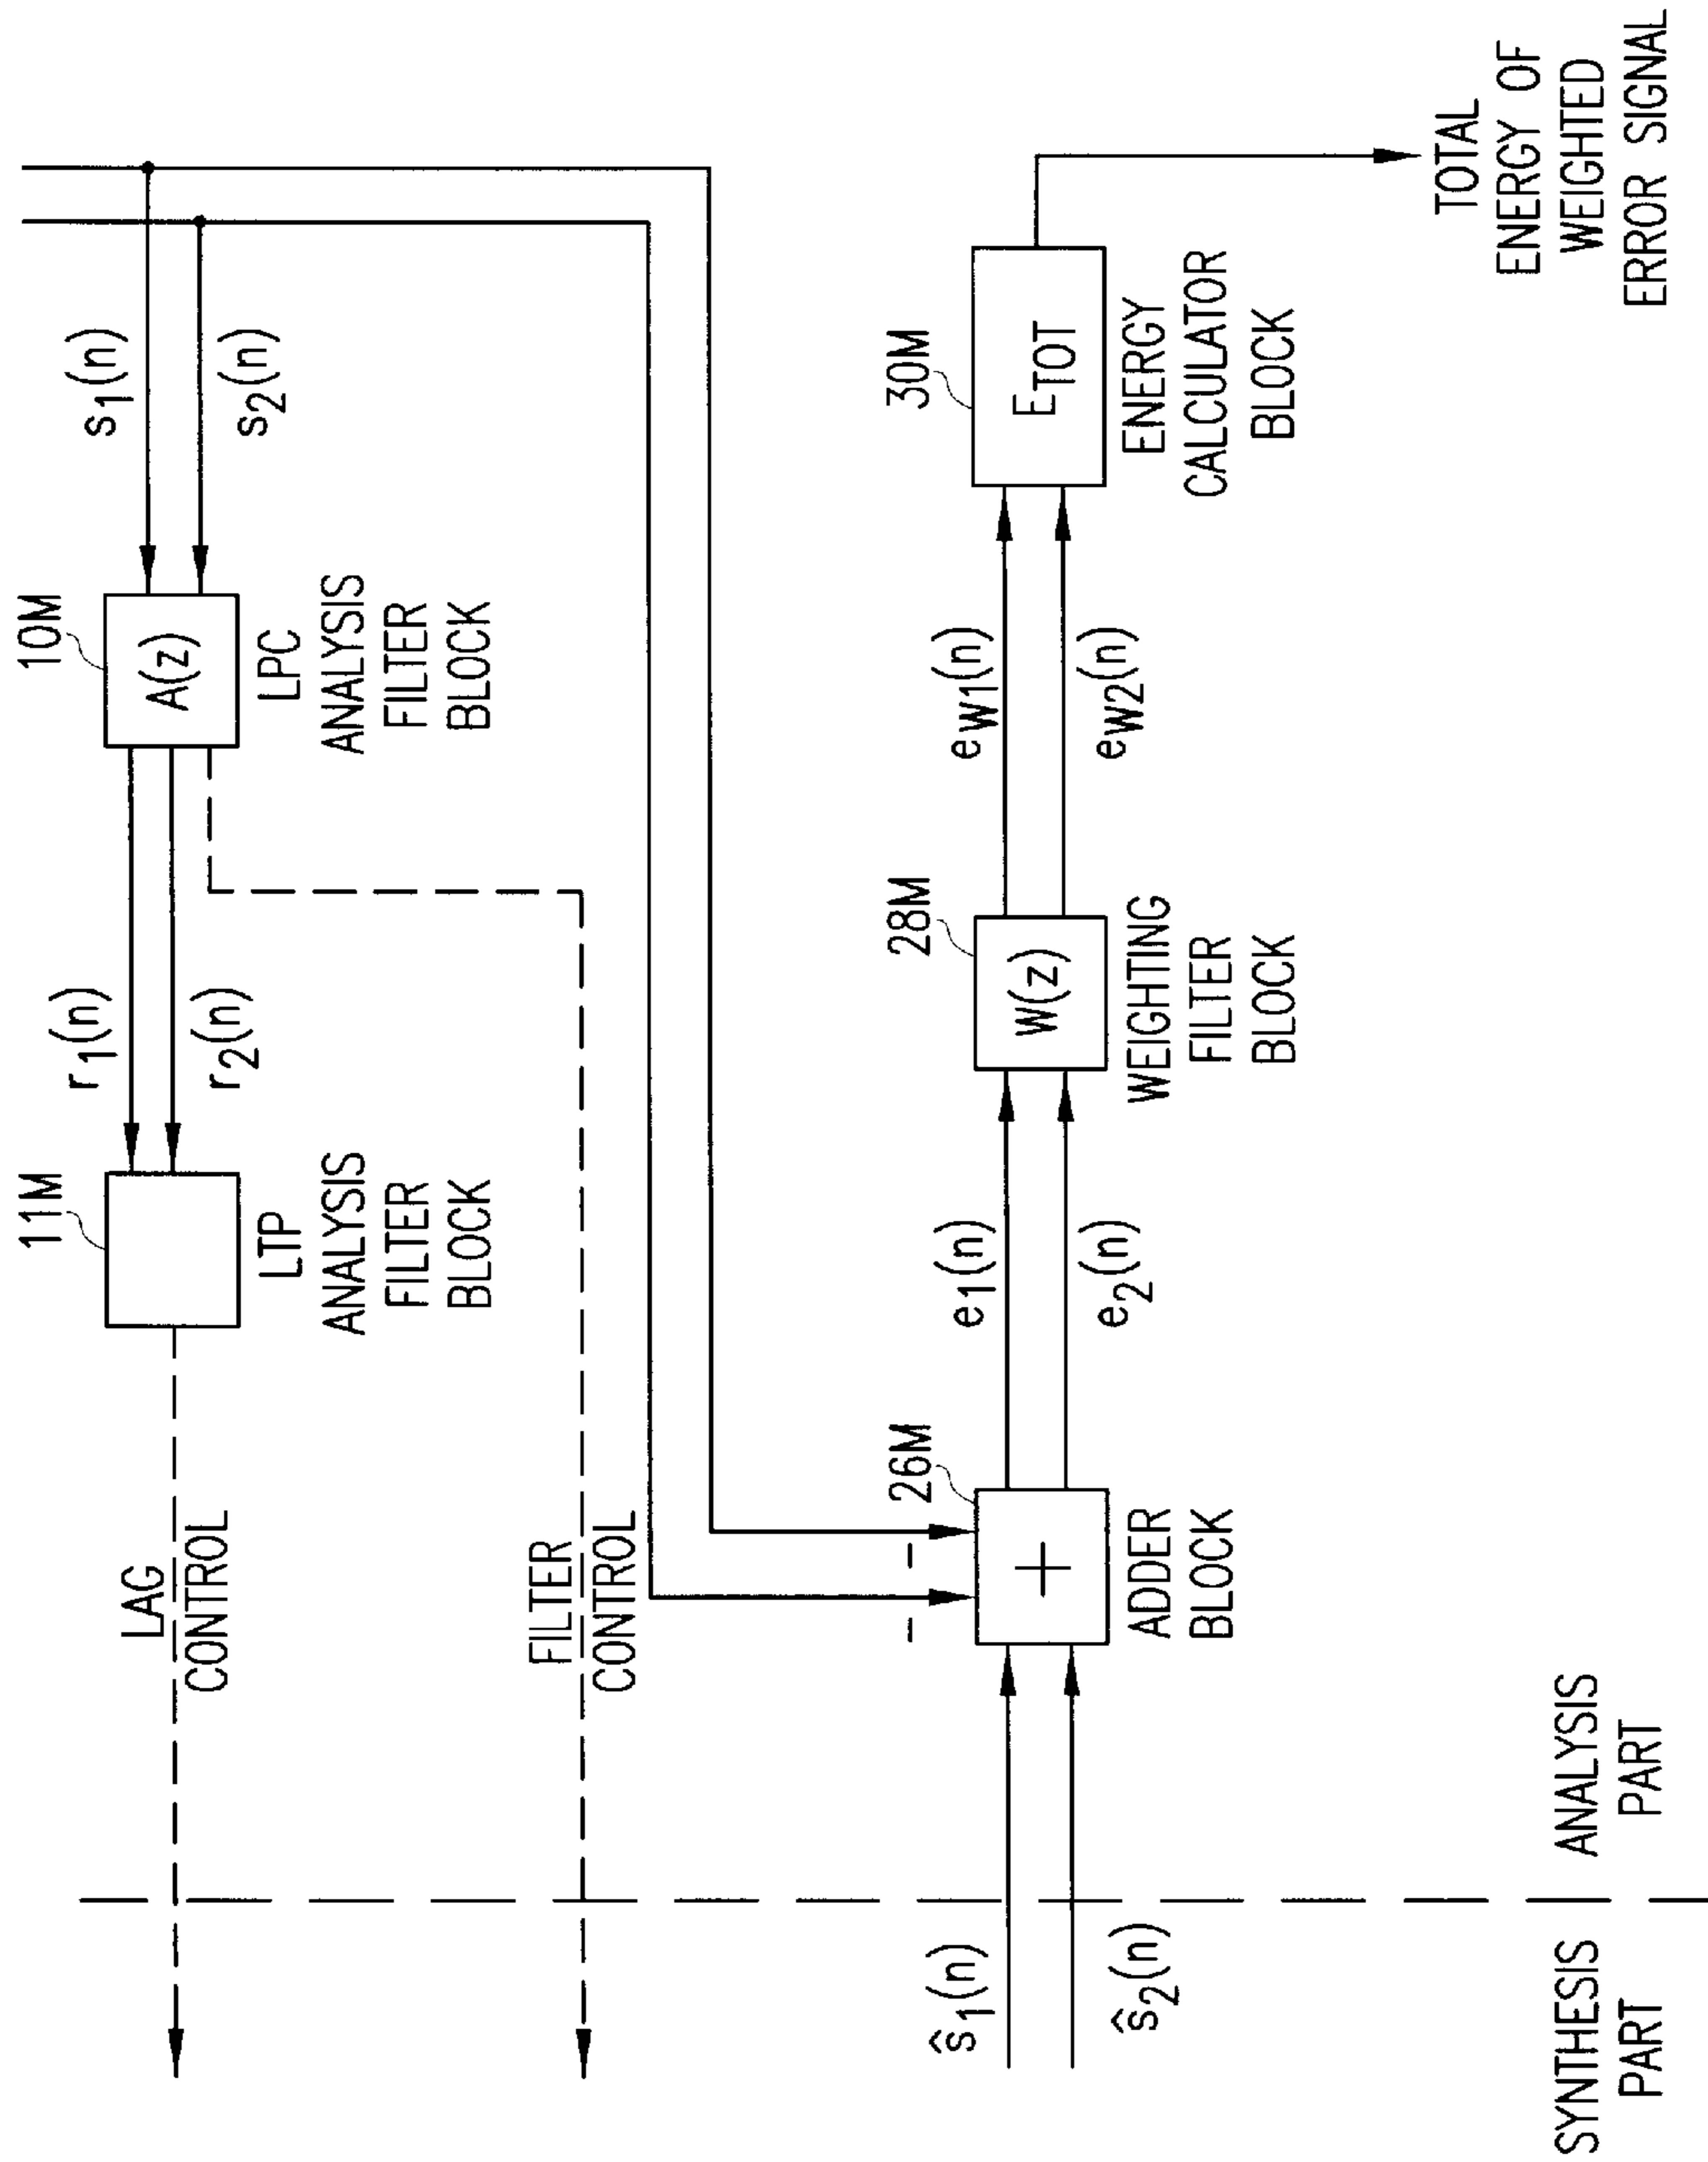 10M
A(z)
LPC
ANALYSIS
FILTER
BLOCK
s1(n)
s2(n)
r1(n)
r2(n)
11M
LTP
ANALYSIS
FILTER
BLOCK
LAG
CONTROL
FILTER
CONTROL
ŝ1(n)
ŝ2(n)
26M
– –
+
ADDER
BLOCK
e1(n)
e2(n)
28M
W(z)
WEIGHTING
FILTER
BLOCK
eW1(n)
eW2(n)
30M
ETOT
ENERGY
CALCULATOR
BLOCK
TOTAL
ENERGY OF
WEIGHTED
ERROR SIGNAL
SYNTHESIS
PART
ANALYSIS
PART